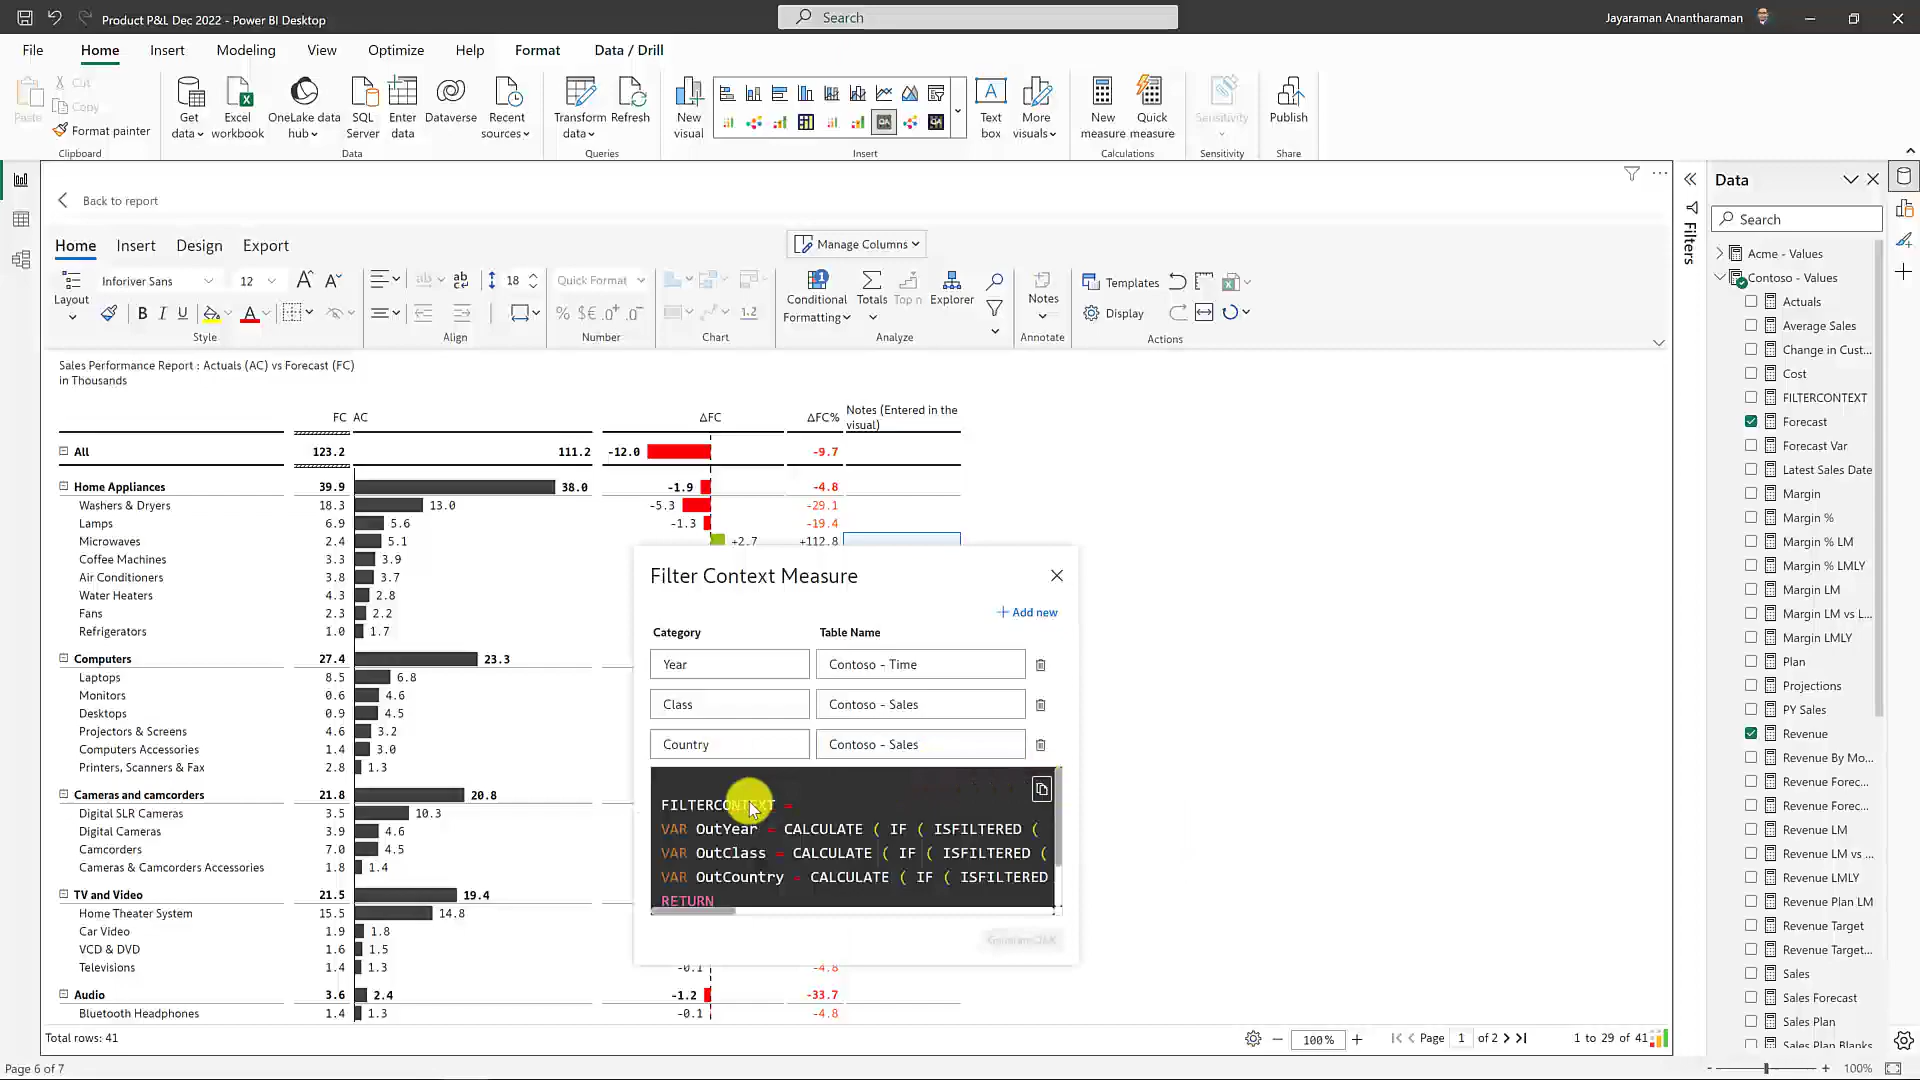 Product P&L Dec 2022 - Power BI Desktop
Search
Jayaraman Anantharaman
File Home Insert Modeling View Optimize Help Format Data / Drill
Paste
Cut
Copy
Format painter
Clipboard
Get data
Excel workbook
OneLake data hub
SQL Server
Enter data
Dataverse
Recent sources
Data
Transform data
Refresh
Queries
New visual
Text box
More visuals
Insert
New measure
Quick measure
Calculations
Sensitivity
Sensitivity
Publish
Share
Back to report
Home Insert Design Export
Manage Columns
Layout
Inforiver Sans
12
B I U A
Style
ab ab 18
Align
Quick Format
% $€ .0 .0
Number
1.2
Chart
Conditional Formatting
1
Totals
Top n
Explorer
Analyze
Notes
Annotate
Templates
Display
Actions
Sales Performance Report : Actuals (AC) vs Forecast (FC)
in Thousands
FC AC ΔFC ΔFC% Notes (Entered in the visual)
All 123.2 111.2 -12.0 -9.7
Home Appliances 39.9 38.0 -1.9 -4.8
Washers & Dryers 18.3 13.0 -5.3 -29.1
Lamps 6.9 5.6 -1.3 -19.4
Microwaves 2.4 5.1 +2.7 +112.8
Coffee Machines 3.3 3.9
Air Conditioners 3.8 3.7
Water Heaters 4.3 2.8
Fans 2.3 2.2
Refrigerators 1.0 1.7
Computers 27.4 23.3
Laptops 8.5 6.8
Monitors 0.6 4.6
Desktops 0.9 4.5
Projectors & Screens 4.6 3.2
Computers Accessories 1.4 3.0
Printers, Scanners & Fax 2.8 1.3
Cameras and camcorders 21.8 20.8
Digital SLR Cameras 3.5 10.3
Digital Cameras 3.9 4.6
Camcorders 7.0 4.5
Cameras & Camcorders Accessories 1.8 1.4
TV and Video 21.5 19.4
Home Theater System 15.5 14.8
Car Video 1.9 1.8
VCD & DVD 1.6 1.5
Televisions 1.4 1.3 -0.1 -4.8
Audio 3.6 2.4 -1.2 -33.7
Bluetooth Headphones 1.4 1.3 -0.1 -4.8
Filter Context Measure
Add new
Category Table Name
Year Contoso - Time
Class Contoso - Sales
Country Contoso - Sales
FILTERCONTEXT =
VAR OutYear = CALCULATE ( IF ( ISFILTERED (
VAR OutClass = CALCULATE ( IF ( ISFILTERED (
VAR OutCountry = CALCULATE ( IF ( ISFILTERED
RETURN
Total rows: 41
100%
Page 1 of 2
1 to 29 of 41
Filters
Data
Search
Acme - Values
Contoso - Values
Actuals
Average Sales
Change in Cust...
Cost
FILTERCONTEXT
Forecast
Forecast Var
Latest Sales Date
Margin
Margin %
Margin % LM
Margin % LMLY
Margin LM
Margin LM vs L...
Margin LMLY
Plan
Projections
PY Sales
Revenue
Revenue By Mo...
Revenue Forec...
Revenue Forec...
Revenue LM
Revenue LM vs ...
Revenue LMLY
Revenue Plan LM
Revenue Target
Revenue Target...
Sales
Sales Forecast
Sales Plan
Sales Plan Blanks
Page 6 of 7
100%